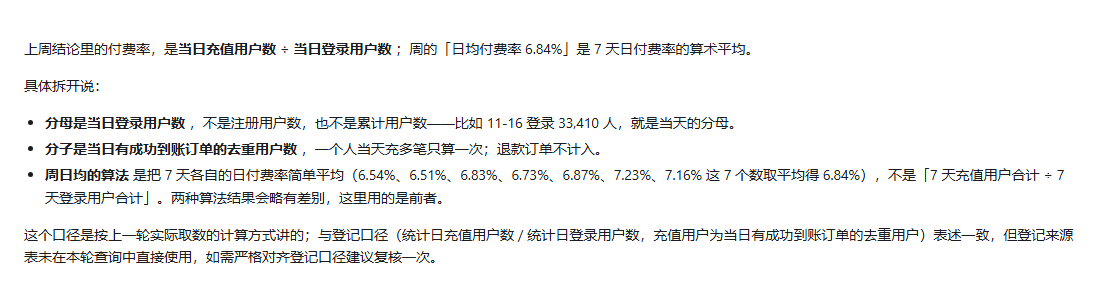 上周结论里的付费率，是当日充值用户数 ÷ 当日登录用户数 ；周的「日均付费率 6.84%」是 7 天日付费率的算术平均。
具体拆开说：
• 分母是当日登录用户数 ，不是注册用户数，也不是累计用户数——比如 11-16 登录 33,410 人，就是当天的分母。
• 分子是当日有成功到账订单的去重用户数 ，一个人当天充多笔只算一次；退款订单不计入。
• 周日均的算法 是把 7 天各自的日付费率简单平均（6.54%、6.51%、6.83%、6.73%、6.87%、7.23%、7.16% 这 7 个数取平均得 6.84%），不是「7 天充值用户合计 ÷ 7
天登录用户合计」。两种算法结果会略有差别，这里用的是前者。
这个口径是按上一轮实际取数的计算方式讲的；与登记口径（统计日充值用户数 / 统计日登录用户数，充值用户为当日有成功到账订单的去重用户）表述一致，但登记来源
表未在本轮查询中直接使用，如需严格对齐登记口径建议复核一次。